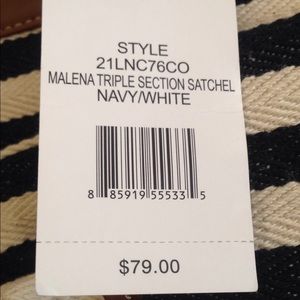 STYLE
21LNC76CO
MALENA TRIPLE SECTION SATCHEL
NAVY/WHITE
8 85919 55533 5
$79.00